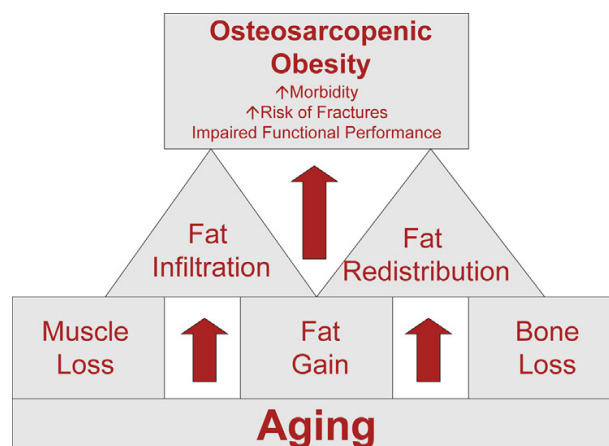 Osteosarcopenic
Obesity
↑Morbidity
↑Risk of Fractures
Impaired Functional Performance
Fat
Infiltration
Fat
Redistribution
Muscle
Loss
Fat
Gain
Bone
Loss
Aging